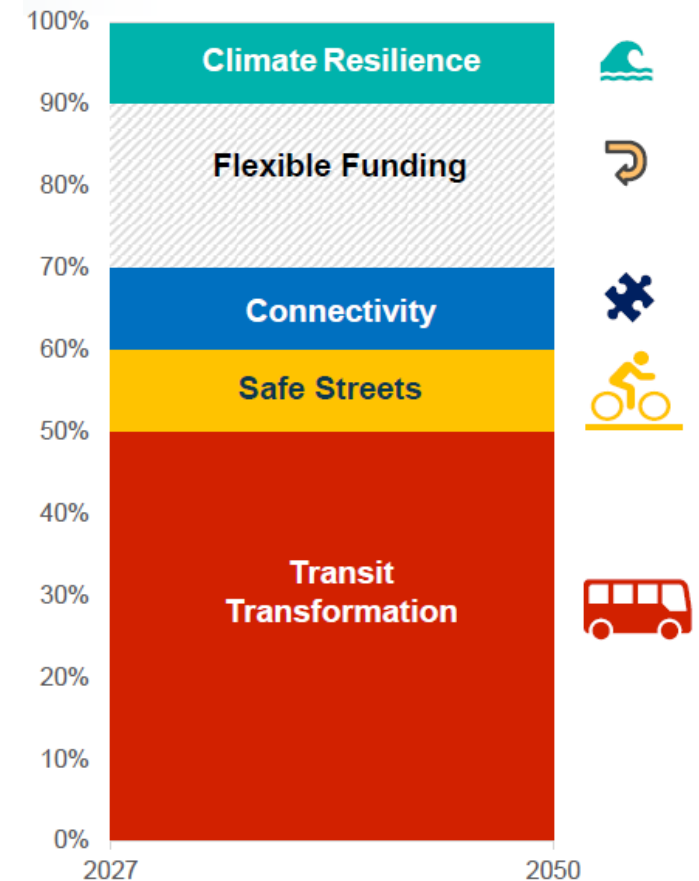 100%
Climate Resilience
90%
Flexible Funding
80%
70%
Connectivity
60%
Safe Streets
50%
40%
Transit
30%
Transformation
20%
10%
0%
2027
2050